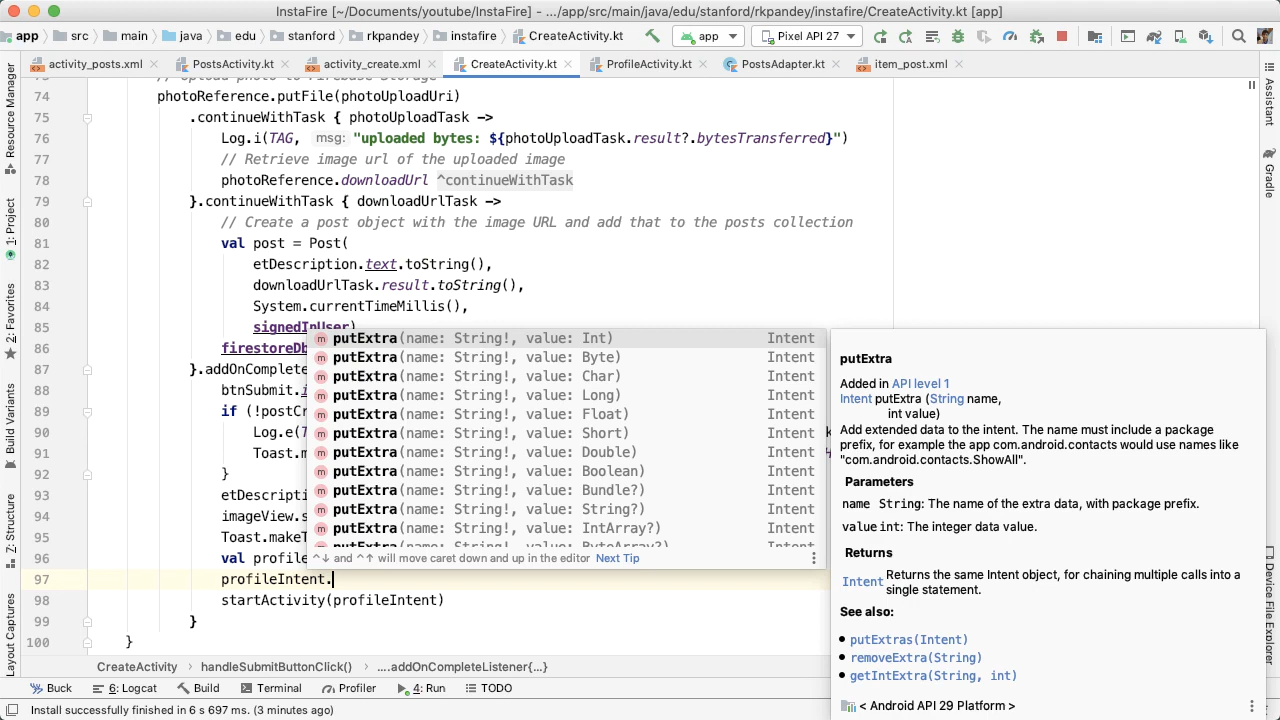 InstaFire [~/Documents/youtube/InstaFire] - .../app/src/main/java/edu/stanford/rkpandey/instafire/CreateActivity.kt [app]
app src main java edu stanford rkpandey instafire CreateActivity.kt app Pixel API 27
activity_posts.xml PostsActivity.kt activity_create.xml CreateActivity.kt ProfileActivity.kt PostsAdapter.kt item_post.xml
Resource Manager
1: Project
2: Favorites
Build Variants
7: Structure
Layout Captures
74 photoReference.putFile(photoUploadUri)
75 .continueWithTask { photoUploadTask ->
76 Log.i(TAG, msg: "uploaded bytes: ${photoUploadTask.result?.bytesTransferred}")
77 // Retrieve image url of the uploaded image
78 photoReference.downloadUrl ^continueWithTask
79 }.continueWithTask { downloadUrlTask ->
80 // Create a post object with the image URL and add that to the posts collection
81 val post = Post(
82 etDescription.text.toString(),
83 downloadUrlTask.result.toString(),
84 System.currentTimeMillis(),
85 signedInUser)
86 firestoreDb
87 }.addOnComplete
88 btnSubmit.i
89 if (!postCr
90 Log.e(T
91 Toast.m
92 }
93 etDescripti
94 imageView.s
95 Toast.makeT
96 val profile
97 profileIntent.
98 startActivity(profileIntent)
99 }
100 }
putExtra(name: String!, value: Int) Intent
putExtra(name: String!, value: Byte) Intent
putExtra(name: String!, value: Char) Intent
putExtra(name: String!, value: Long) Intent
putExtra(name: String!, value: Float) Intent
putExtra(name: String!, value: Short) Intent
putExtra(name: String!, value: Double) Intent
putExtra(name: String!, value: Boolean) Intent
putExtra(name: String!, value: Bundle?) Intent
putExtra(name: String!, value: String?) Intent
putExtra(name: String!, value: IntArray?) Intent
putExtra(name: String!, value: ByteArray?) Intent
^↓ and ^↑ will move caret down and up in the editor Next Tip
putExtra
Added in API level 1
Intent putExtra (String name,
int value)
Add extended data to the intent. The name must include a package
prefix, for example the app com.android.contacts would use names like
"com.android.contacts.ShowAll".
Parameters
name String: The name of the extra data, with package prefix.
value int: The integer data value.
Returns
Intent Returns the same Intent object, for chaining multiple calls into a
single statement.
See also:
putExtras(Intent)
removeExtra(String)
getIntExtra(String, int)
< Android API 29 Platform >
Assistant
Gradle
Device File Explorer
CreateActivity handleSubmitButtonClick() ....addOnCompleteListener{...}
Buck 6: Logcat Build Terminal Profiler 4: Run TODO
Install successfully finished in 6 s 697 ms. (3 minutes ago)